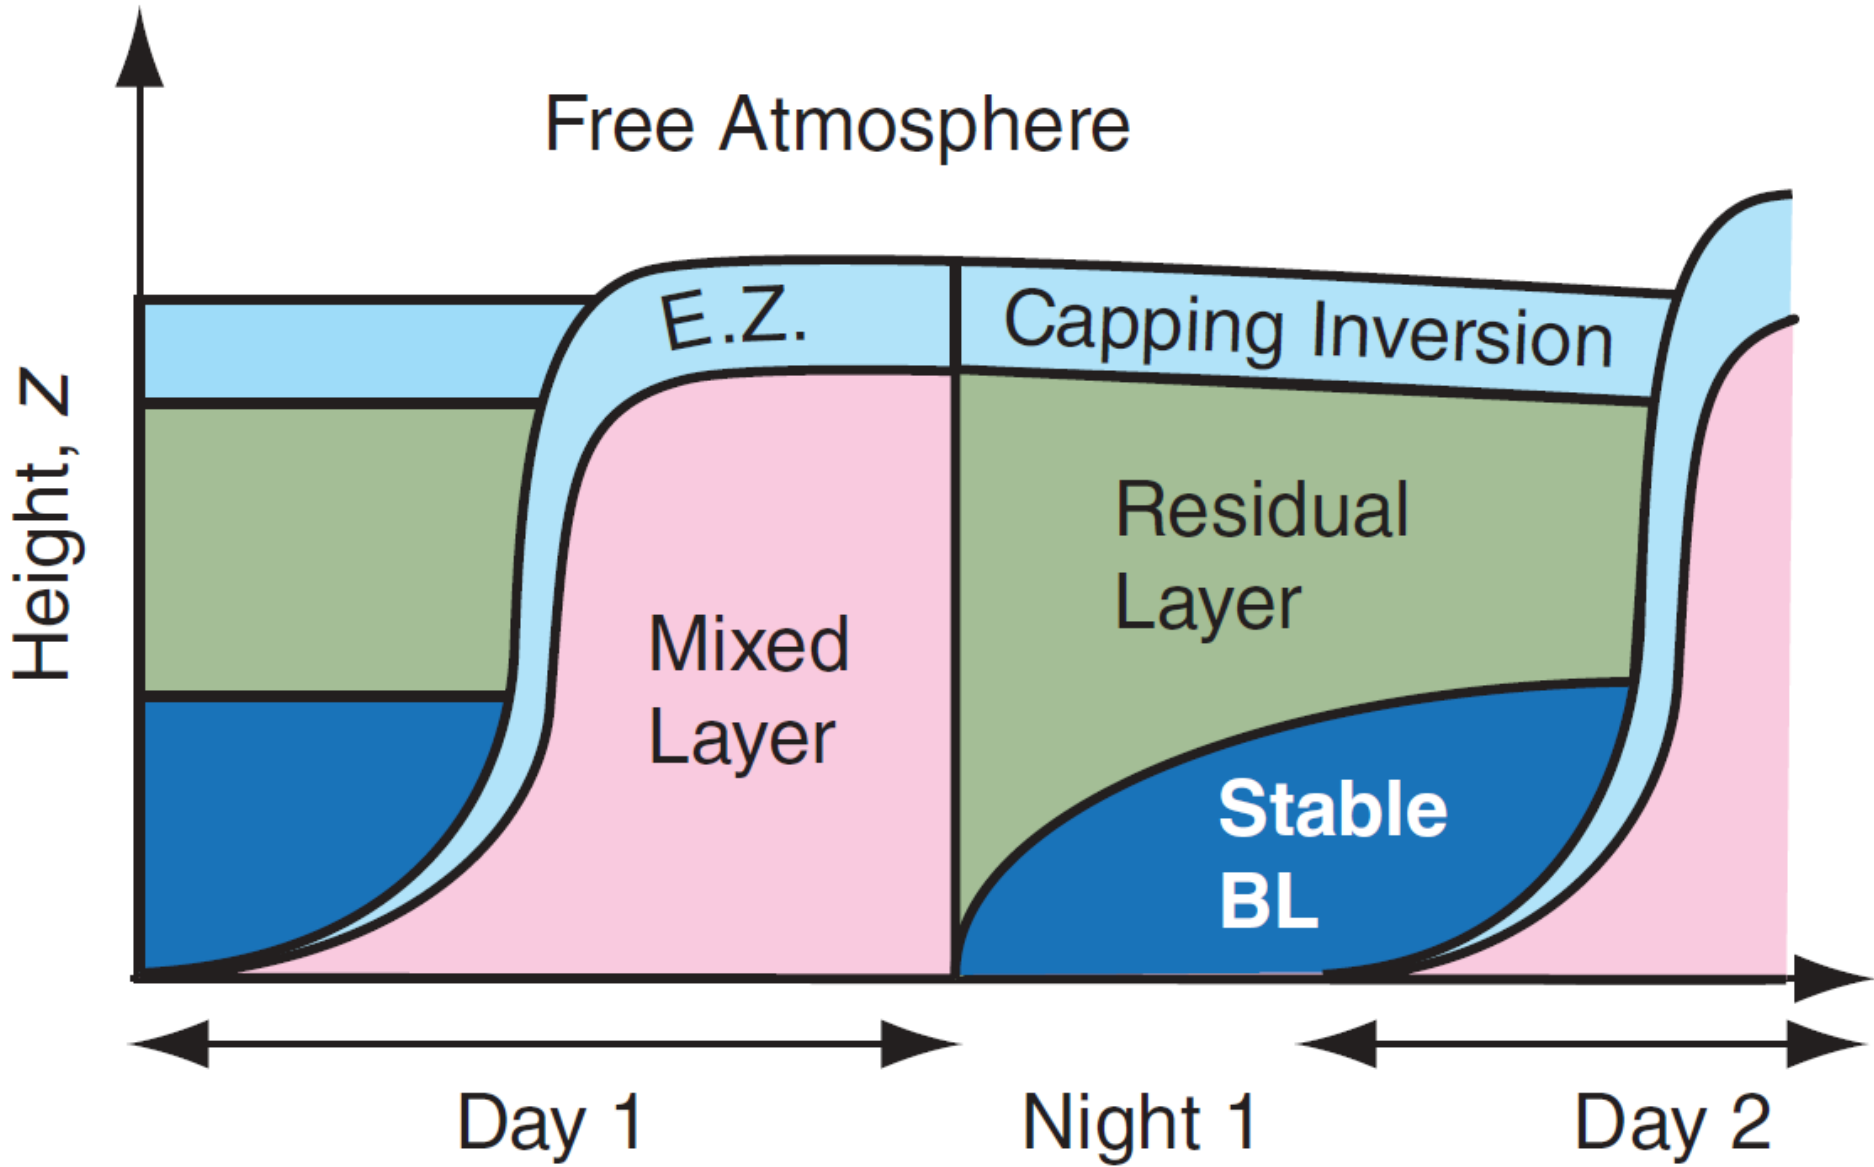 Free Atmosphere
E.Z.
Capping Inversion
Height, z
Residual
Layer
Mixed
Layer
Stable
BL
Day 1
Night 1
Day 2